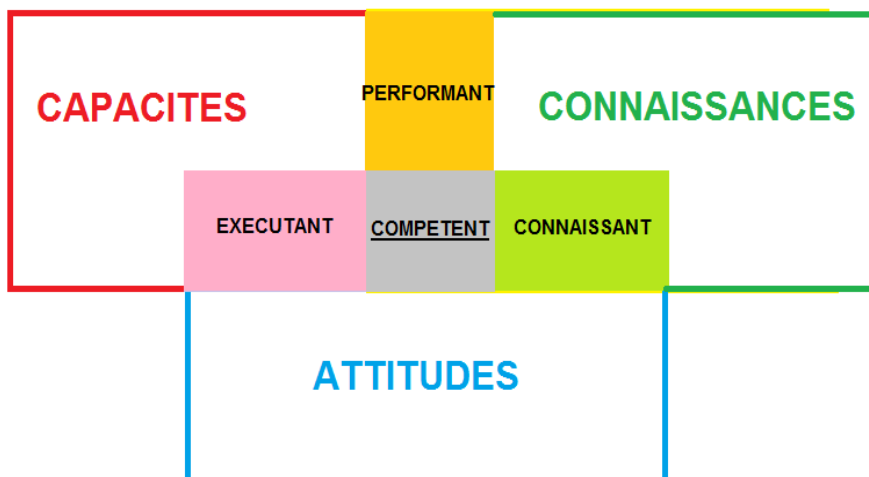 PERFORMANT
CAPACITES
CONNAISSANCES
EXECUTANT
COMPETENT
CONNAISSANT
ATTITUDES